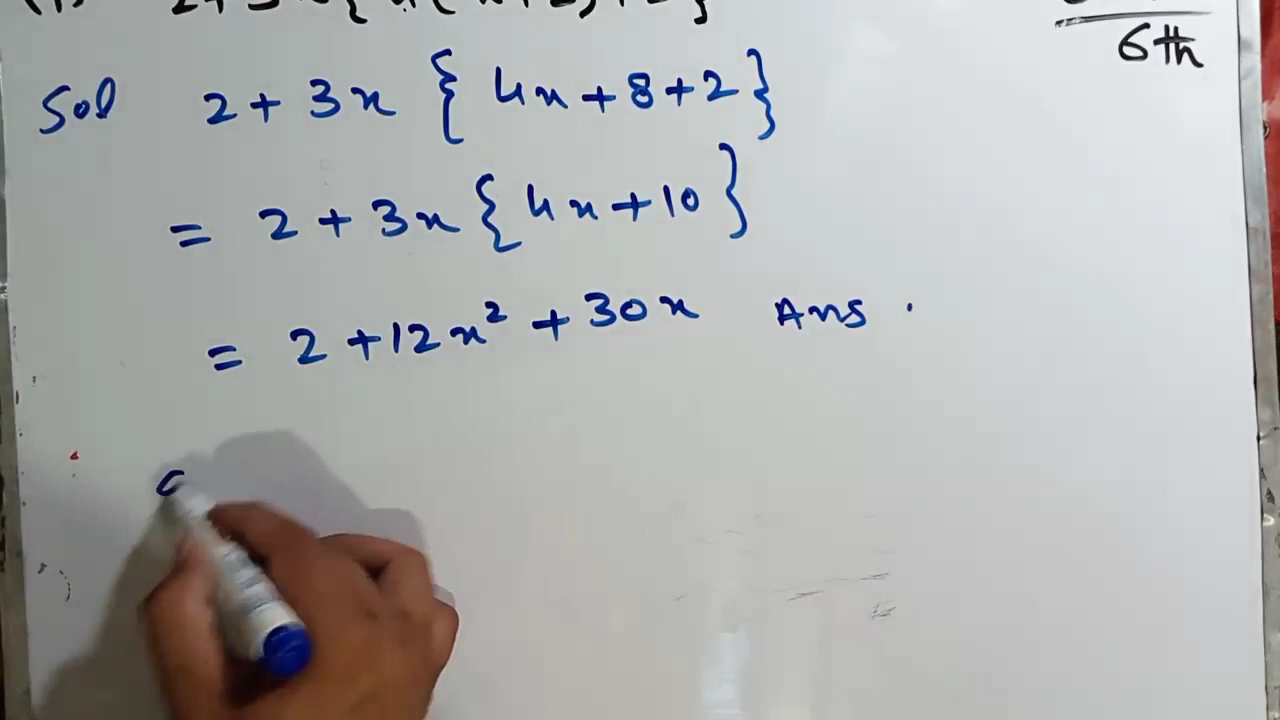 6th
Sol 2 + 3x { 4x + 8 + 2 }
= 2 + 3x { 4x + 10 }
= 2 + 12x² + 30x Ans .